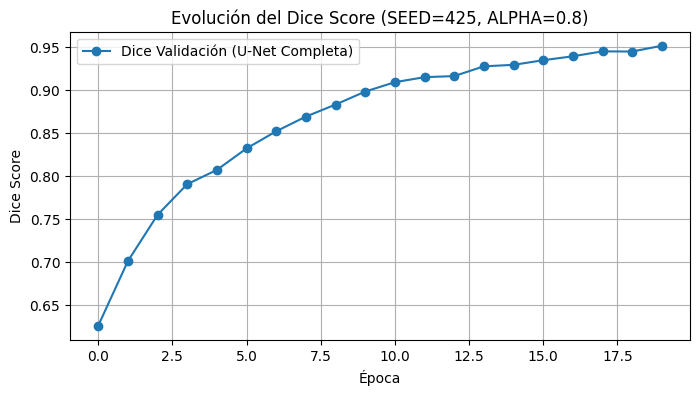 Evolución del Dice Score (SEED=425, ALPHA=0.8)
Dice Validación (U-Net Completa)
Dice Score
0.95
0.90
0.85
0.80
0.75
0.70
0.65
0.0 2.5 5.0 7.5 10.0 12.5 15.0 17.5
Época